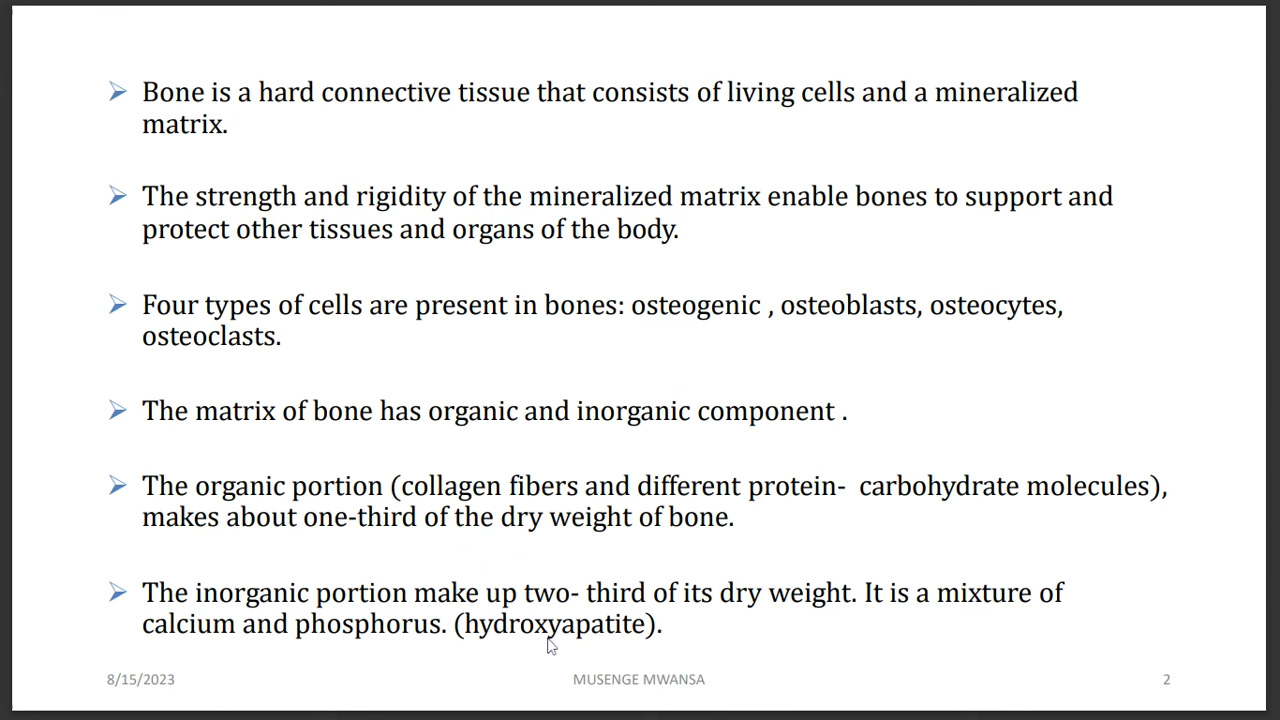 Bone is a hard connective tissue that consists of living cells and a mineralized
matrix.
The strength and rigidity of the mineralized matrix enable bones to support and
protect other tissues and organs of the body.
Four types of cells are present in bones: osteogenic , osteoblasts, osteocytes,
osteoclasts.
The matrix of bone has organic and inorganic component .
The organic portion (collagen fibers and different protein-  carbohydrate molecules),
makes about one-third of the dry weight of bone.
The inorganic portion make up two- third of its dry weight. It is a mixture of
calcium and phosphorus. (hydroxyapatite).
8/15/2023
MUSENGE MWANSA
2